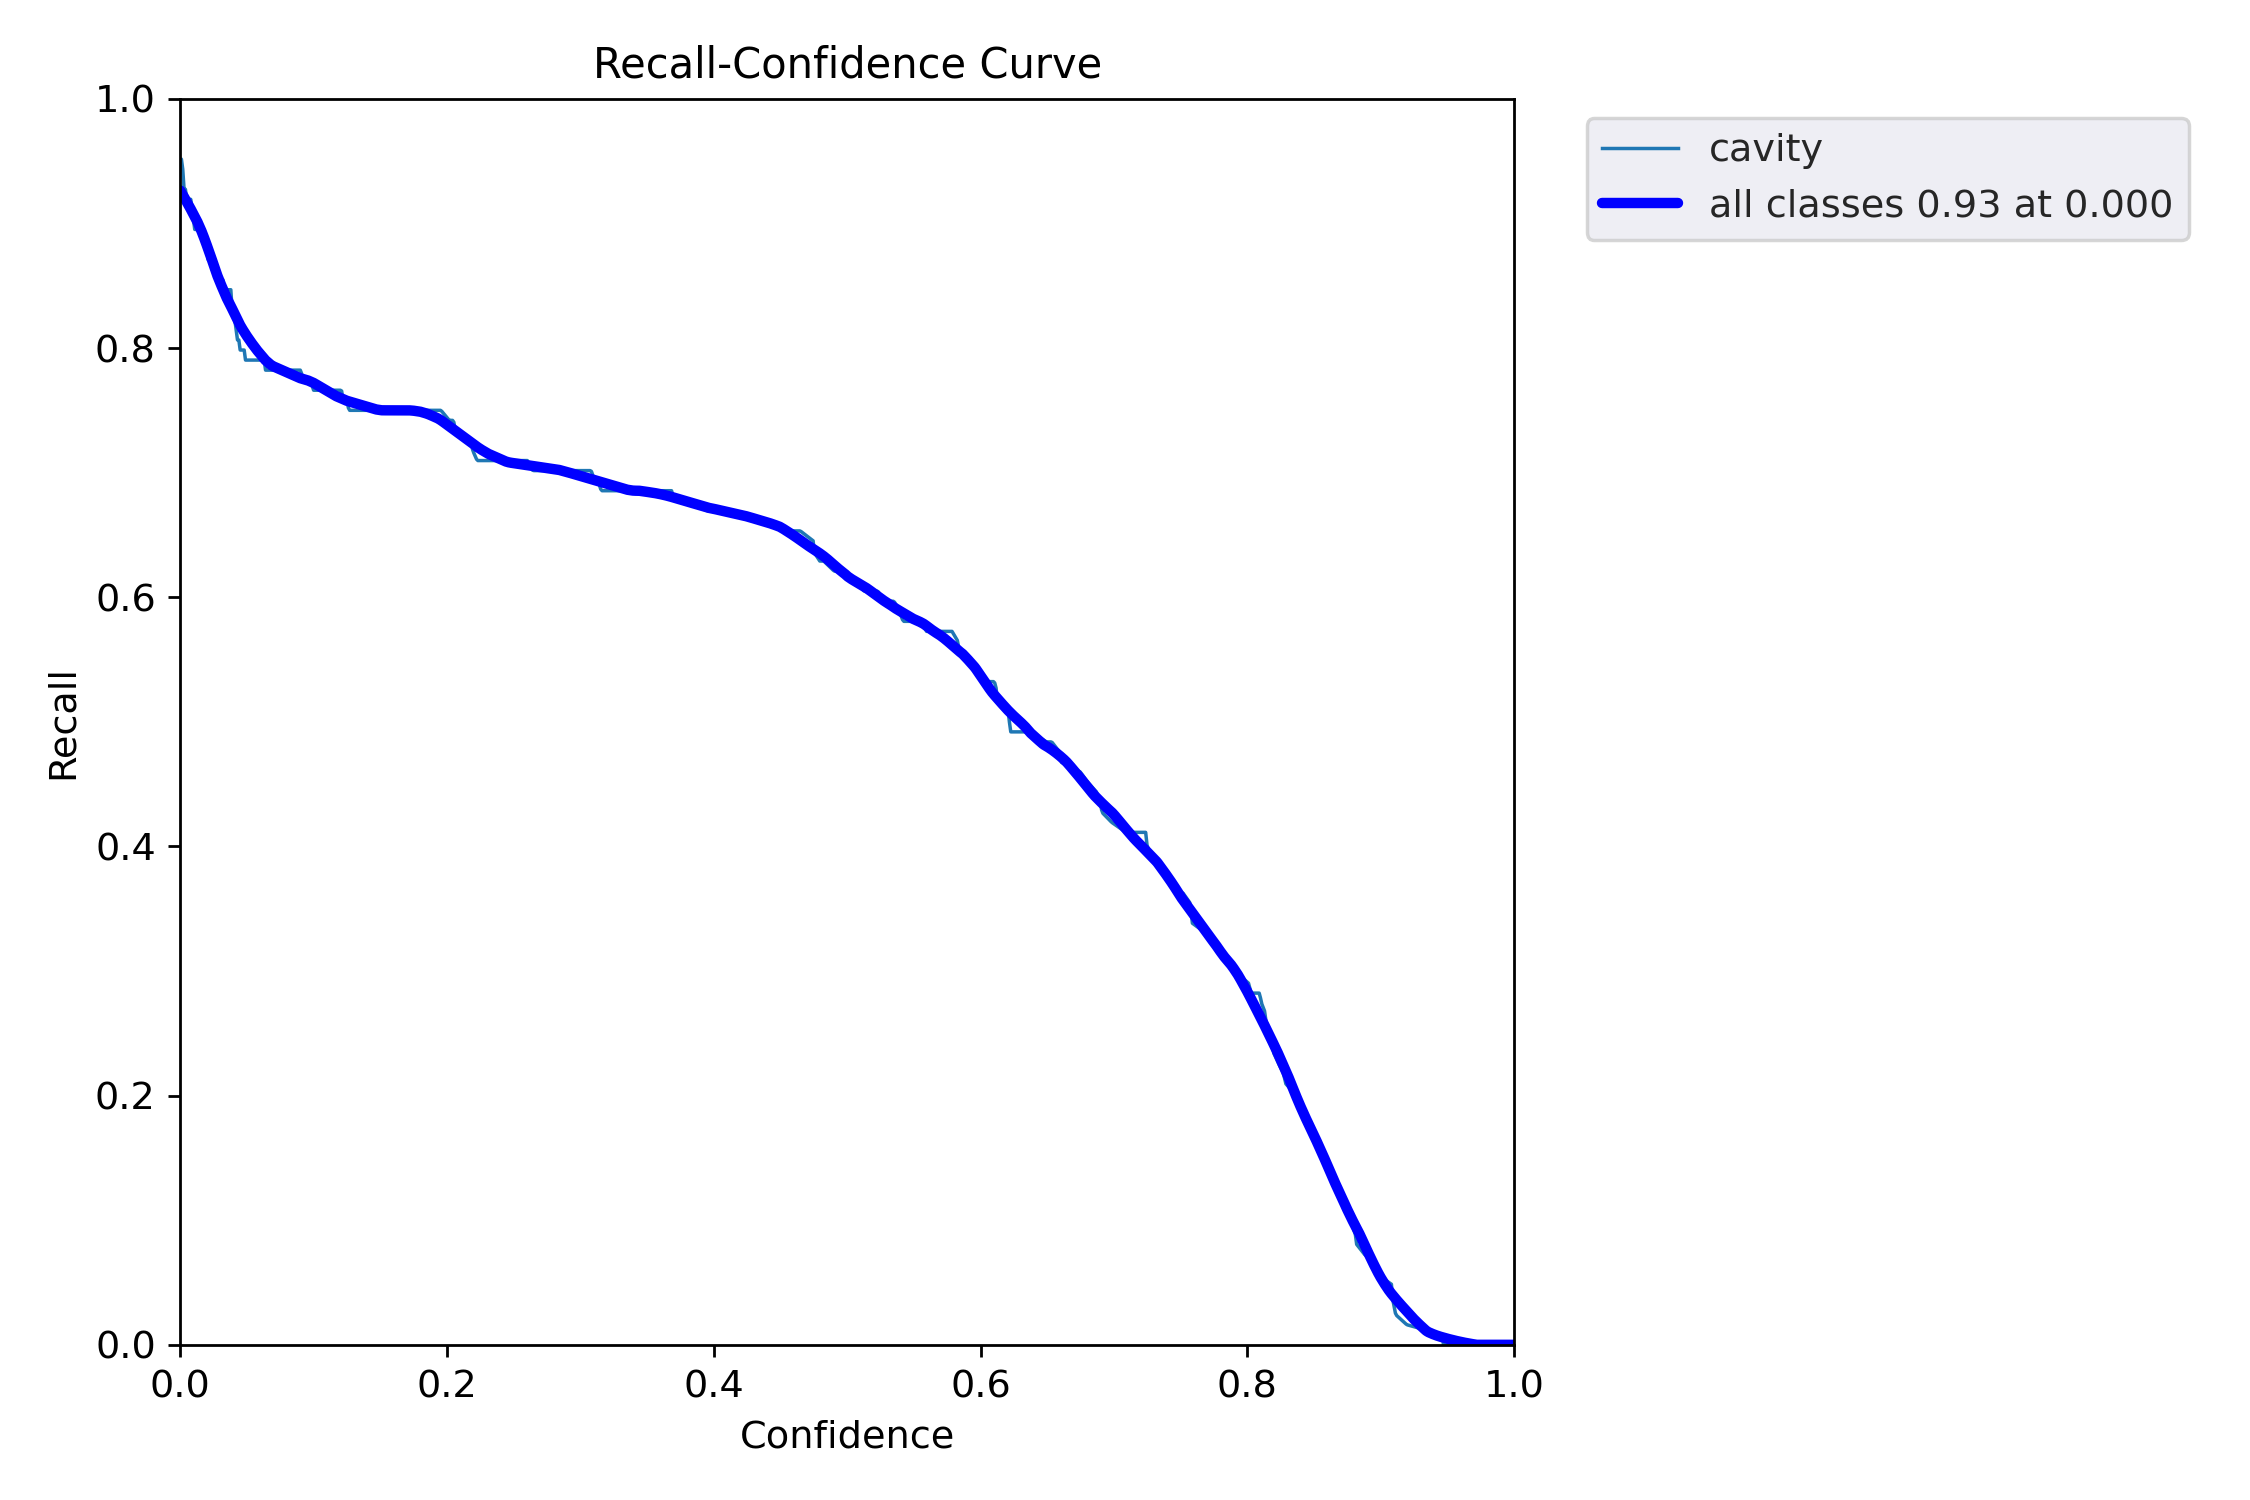 Recall-Confidence Curve
cavity
all classes 0.93 at 0.000
1.0
0.8
0.6
0.4
0.2
0.0
Recall
0.0 0.2 0.4 0.6 0.8 1.0
Confidence